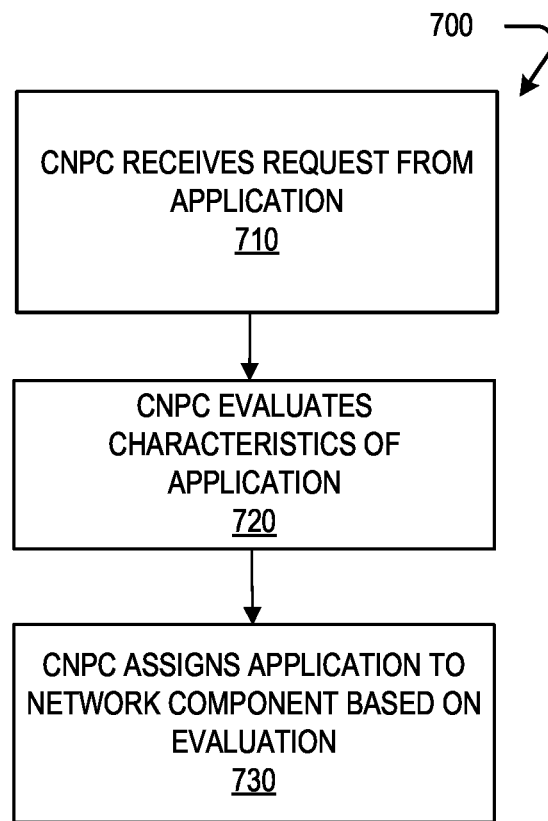 700
CNPC RECEIVES REQUEST FROM
APPLICATION
710
CNPC EVALUATES
CHARACTERISTICS OF
APPLICATION
720
CNPC ASSIGNS APPLICATION TO
NETWORK COMPONENT BASED ON
EVALUATION
730